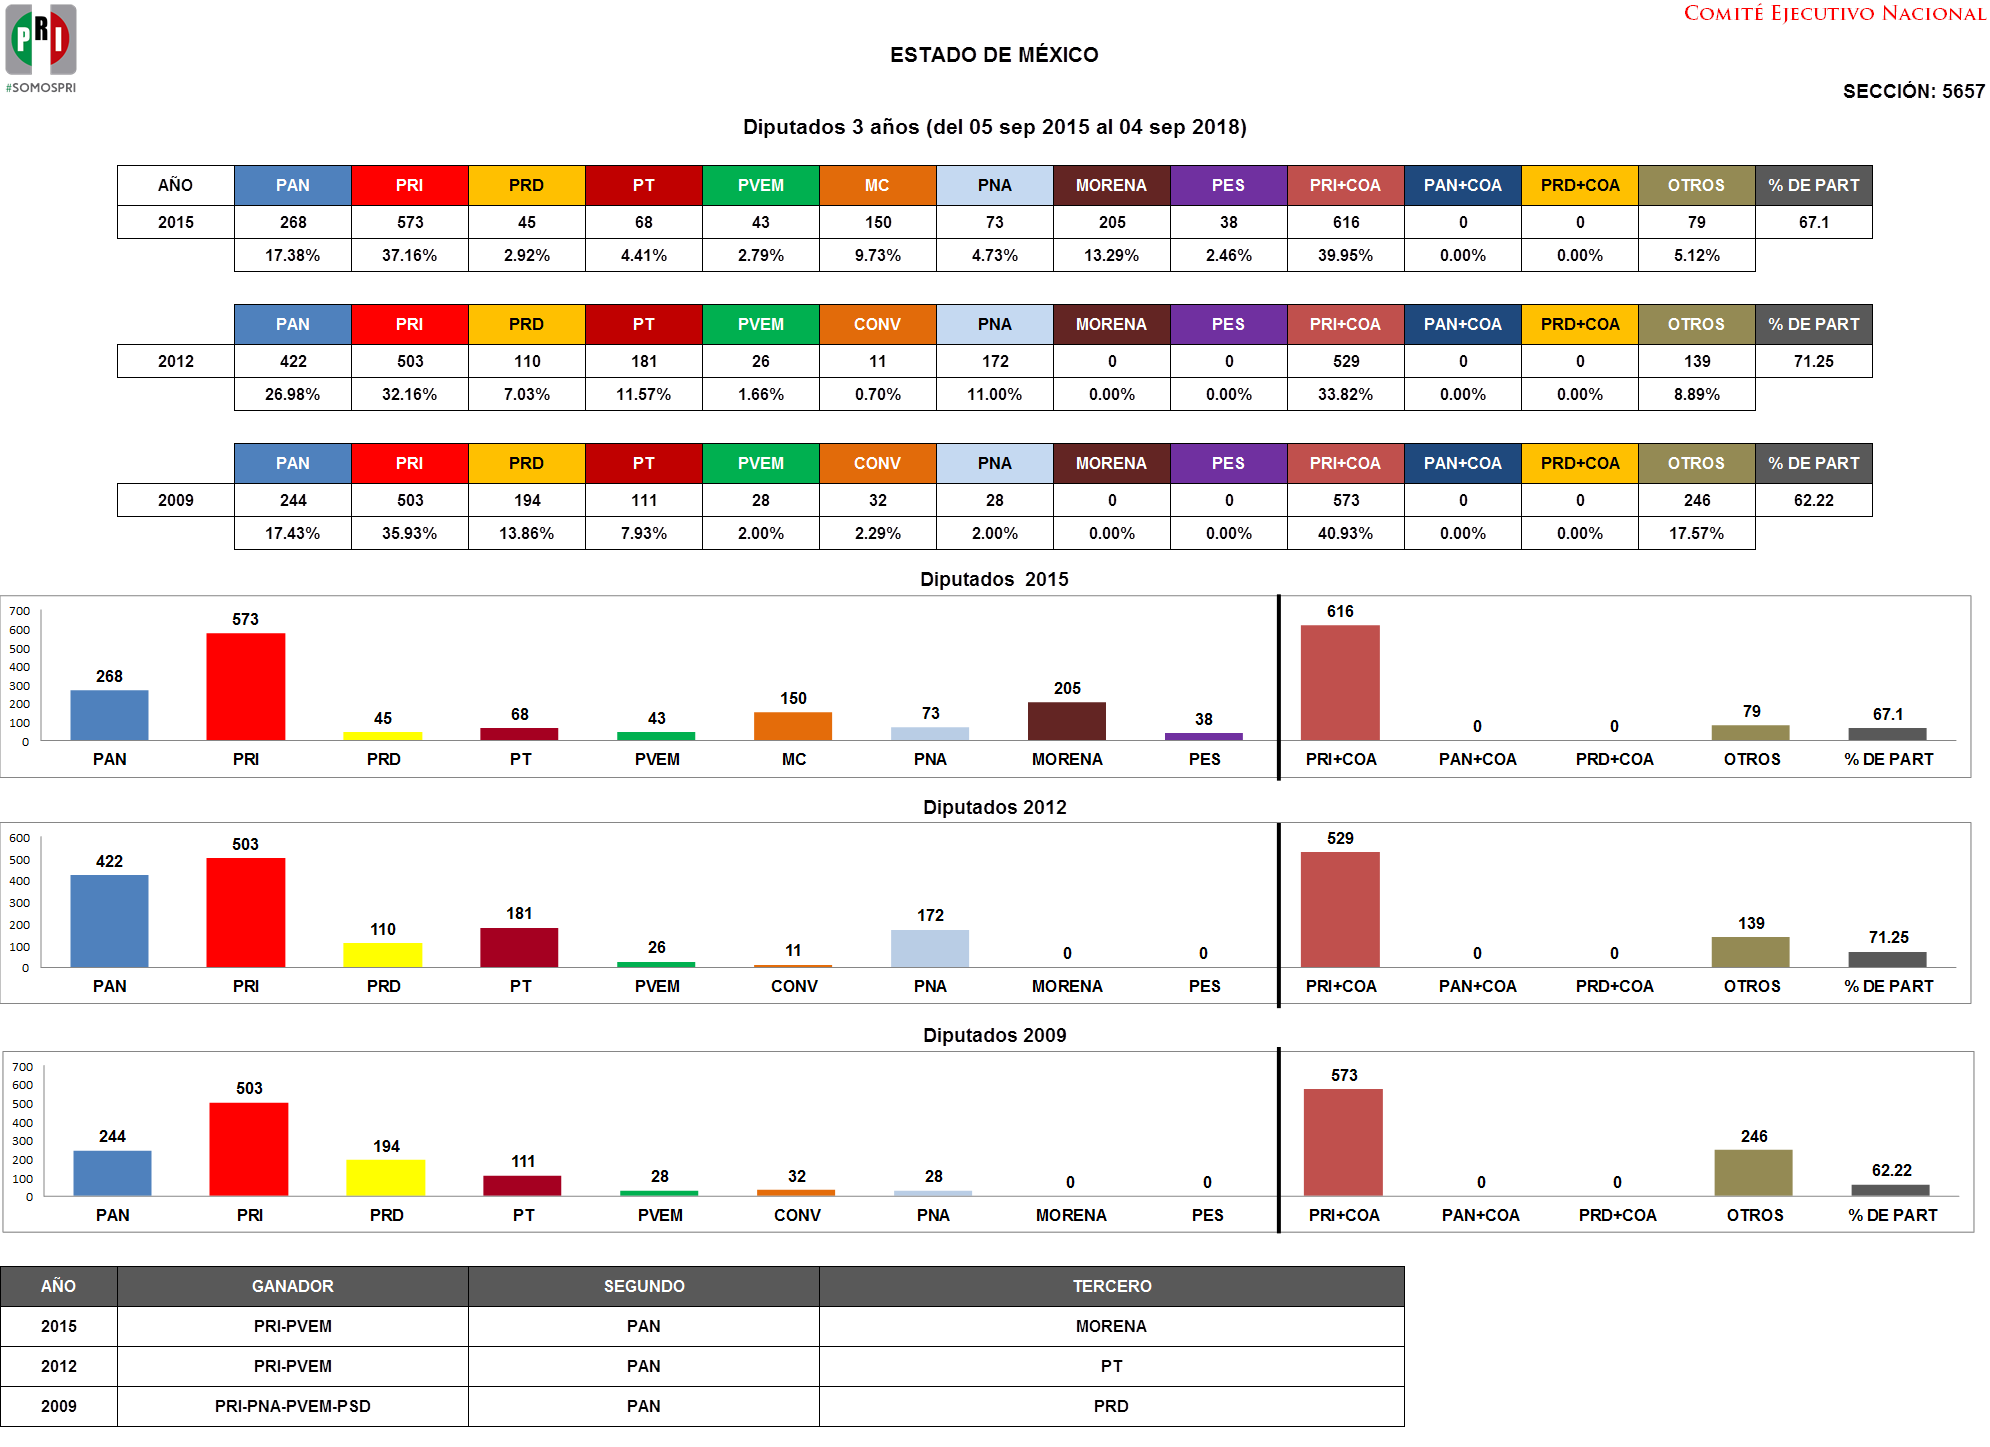 PRI
#SOMOSPRI
COMITÉ EJECUTIVO NACIONAL
ESTADO DE MÉXICO
SECCIÓN: 5657
Diputados 3 años (del 05 sep 2015 al 04 sep 2018)
AÑO PAN PRI PRD PT PVEM MC PNA MORENA PES PRI+COA PAN+COA PRD+COA OTROS % DE PART
2015 268 573 45 68 43 150 73 205 38 616 0 0 79 67.1
17.38% 37.16% 2.92% 4.41% 2.79% 9.73% 4.73% 13.29% 2.46% 39.95% 0.00% 0.00% 5.12%
PAN PRI PRD PT PVEM CONV PNA MORENA PES PRI+COA PAN+COA PRD+COA OTROS % DE PART
2012 422 503 110 181 26 11 172 0 0 529 0 0 139 71.25
26.98% 32.16% 7.03% 11.57% 1.66% 0.70% 11.00% 0.00% 0.00% 33.82% 0.00% 0.00% 8.89%
PAN PRI PRD PT PVEM CONV PNA MORENA PES PRI+COA PAN+COA PRD+COA OTROS % DE PART
2009 244 503 194 111 28 32 28 0 0 573 0 0 246 62.22
17.43% 35.93% 13.86% 7.93% 2.00% 2.29% 2.00% 0.00% 0.00% 40.93% 0.00% 0.00% 17.57%
Diputados 2015
700
600
500
400
300
200
100
0
268 573 45 68 43 150 73 205 38 616 0 0 79 67.1
PAN PRI PRD PT PVEM MC PNA MORENA PES PRI+COA PAN+COA PRD+COA OTROS % DE PART
Diputados 2012
600
500
400
300
200
100
0
422 503 110 181 26 11 172 0 0 529 0 0 139 71.25
PAN PRI PRD PT PVEM CONV PNA MORENA PES PRI+COA PAN+COA PRD+COA OTROS % DE PART
Diputados 2009
700
600
500
400
300
200
100
0
244 503 194 111 28 32 28 0 0 573 0 0 246 62.22
PAN PRI PRD PT PVEM CONV PNA MORENA PES PRI+COA PAN+COA PRD+COA OTROS % DE PART
AÑO GANADOR SEGUNDO TERCERO
2015 PRI-PVEM PAN MORENA
2012 PRI-PVEM PAN PT
2009 PRI-PNA-PVEM-PSD PAN PRD